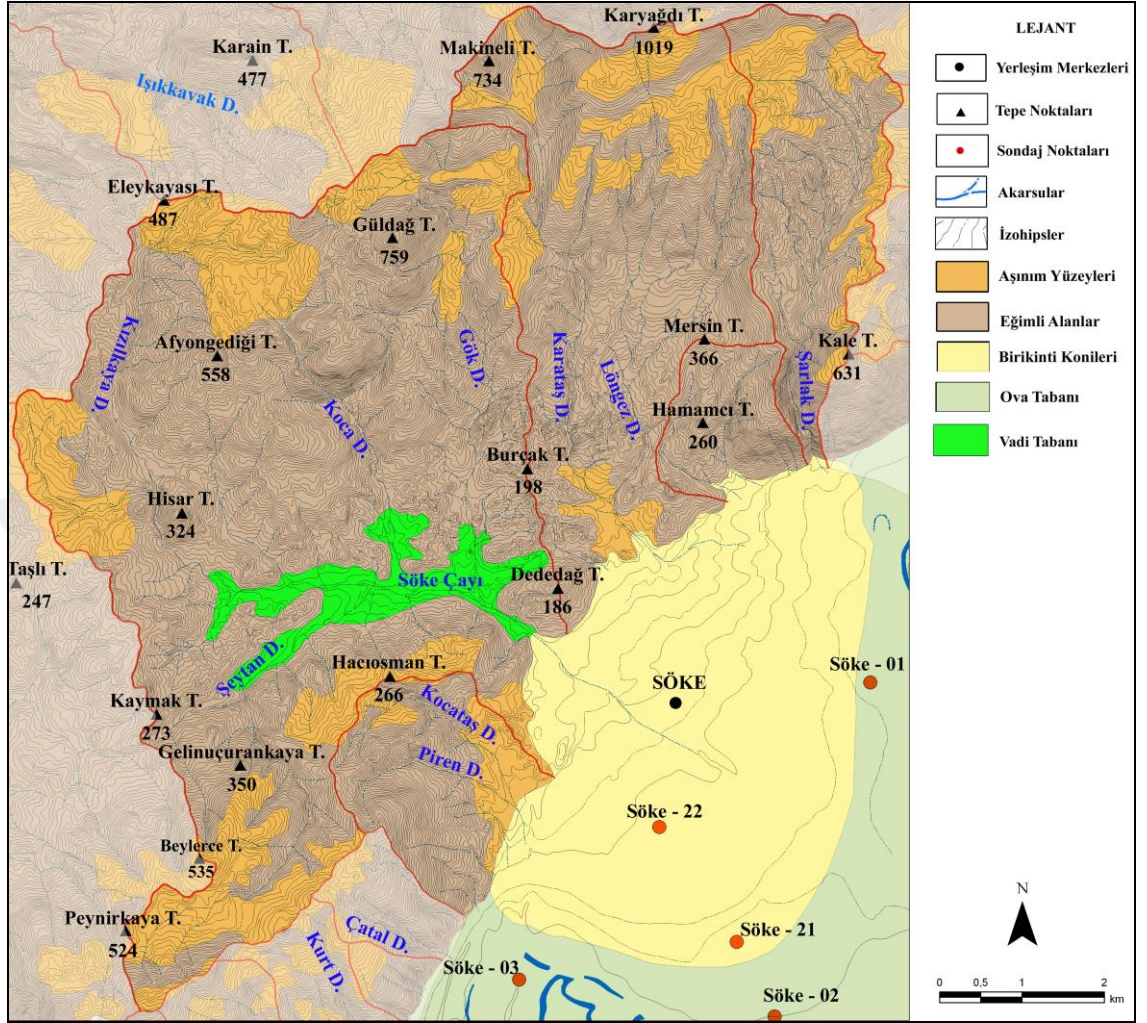 Karyağdı T.
1019
Karain T.
477
Makineli T.
734
Işıkkavak D.
Eleykayası T.
487
Güldağ T.
759
Kızılkaya D.
Afyongediği T.
558
Gök D.
Karataş D.
Löngez D.
Mersin T.
366
Şarlak D.
Kale T.
631
Koca D.
Hamamcı T.
260
Burçak T.
198
Hisar T.
324
Taşlı T.
247
Söke Çayı
Dededağ T.
186
Şeytan D.
Hacıosman T.
266
Söke - 01
SÖKE
Kaymak T.
273
Kocataş D.
Piren D.
Gelinuçurankaya T.
350
Söke - 22
Beylerce T.
535
Peynirkaya T.
524
Çatal D.
Kurt D.
Söke - 21
Söke - 03
Söke - 02
LEJANT
Yerleşim Merkezleri
Tepe Noktaları
Sondaj Noktaları
Akarsular
İzohipsler
Aşınım Yüzeyleri
Eğimli Alanlar
Birikinti Konileri
Ova Tabanı
Vadi Tabanı
N
0 0,5 1 2
km